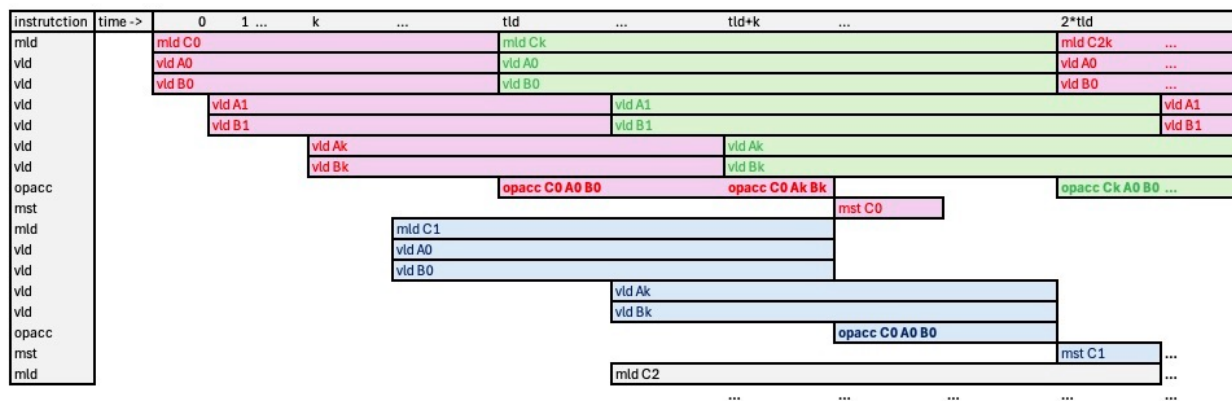 instrutction time -> 0 1 ... k ... tld ... tld+k ... 2*tld
mld mld C0 mld Ck mld C2k ...
vld vld A0 vld A0 vld A0 ...
vld vld B0 vld B0 vld B0 ...
vld vld A1 vld A1 vld A1
vld vld B1 vld B1 vld B1
vld vld Ak vld Ak
vld vld Bk vld Bk
opacc opacc C0 A0 B0 opacc C0 Ak Bk opacc Ck A0 B0 ...
mst mst C0
mld mld C1
vld vld A0
vld vld B0
vld vld Ak
vld vld Bk
opacc opacc C0 A0 B0
mst mst C1 ...
mld mld C2 ...
... ... ... ... ...